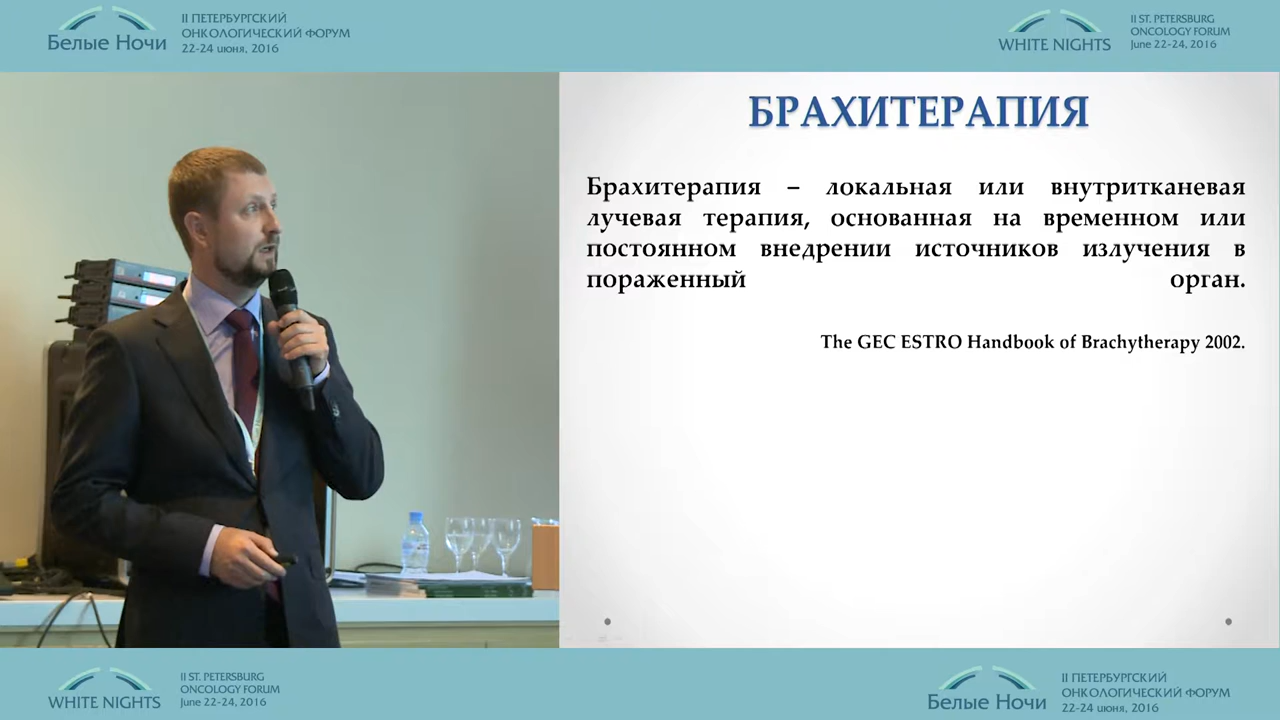 Белые Ночи
II ПЕТЕРБУРГСКИЙ
ОНКОЛОГИЧЕСКИЙ ФОРУМ
22-24 июня, 2016
WHITE NIGHTS
II ST. PETERSBURG
ONCOLOGY FORUM
June 22-24, 2016
БРАХИТЕРАПИЯ
Брахитерапия – локальная или внутритканевая
лучевая терапия, основанная на временном или
постоянном внедрении источников излучения в
пораженный орган.
The GEC ESTRO Handbook of Brachytherapy 2002.
WHITE NIGHTS
II ST. PETERSBURG
ONCOLOGY FORUM
June 22-24, 2016
Белые Ночи
II ПЕТЕРБУРГСКИЙ
ОНКОЛОГИЧЕСКИЙ ФОРУМ
22-24 июня, 2016